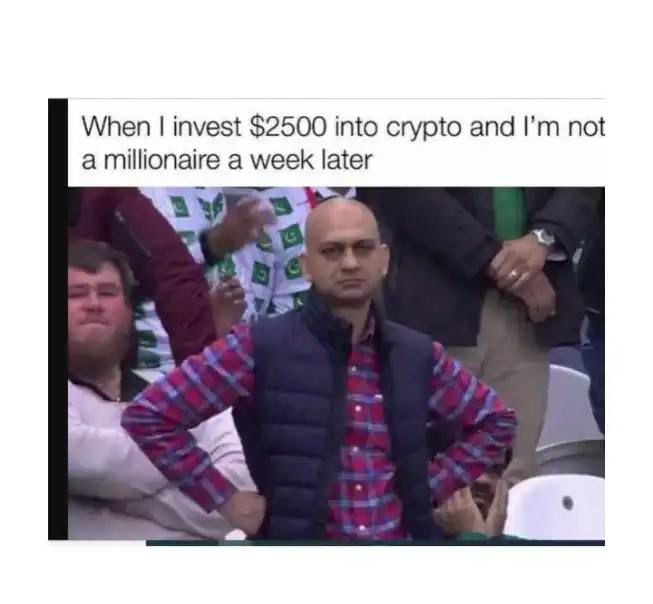 When I invest $2500 into crypto and I'm not
a millionaire a week later